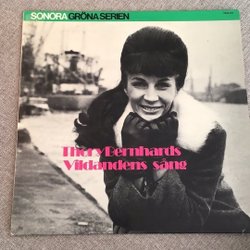 SONORA GRÖNA SERIEN
Thory Bernhards
Vildandens sång